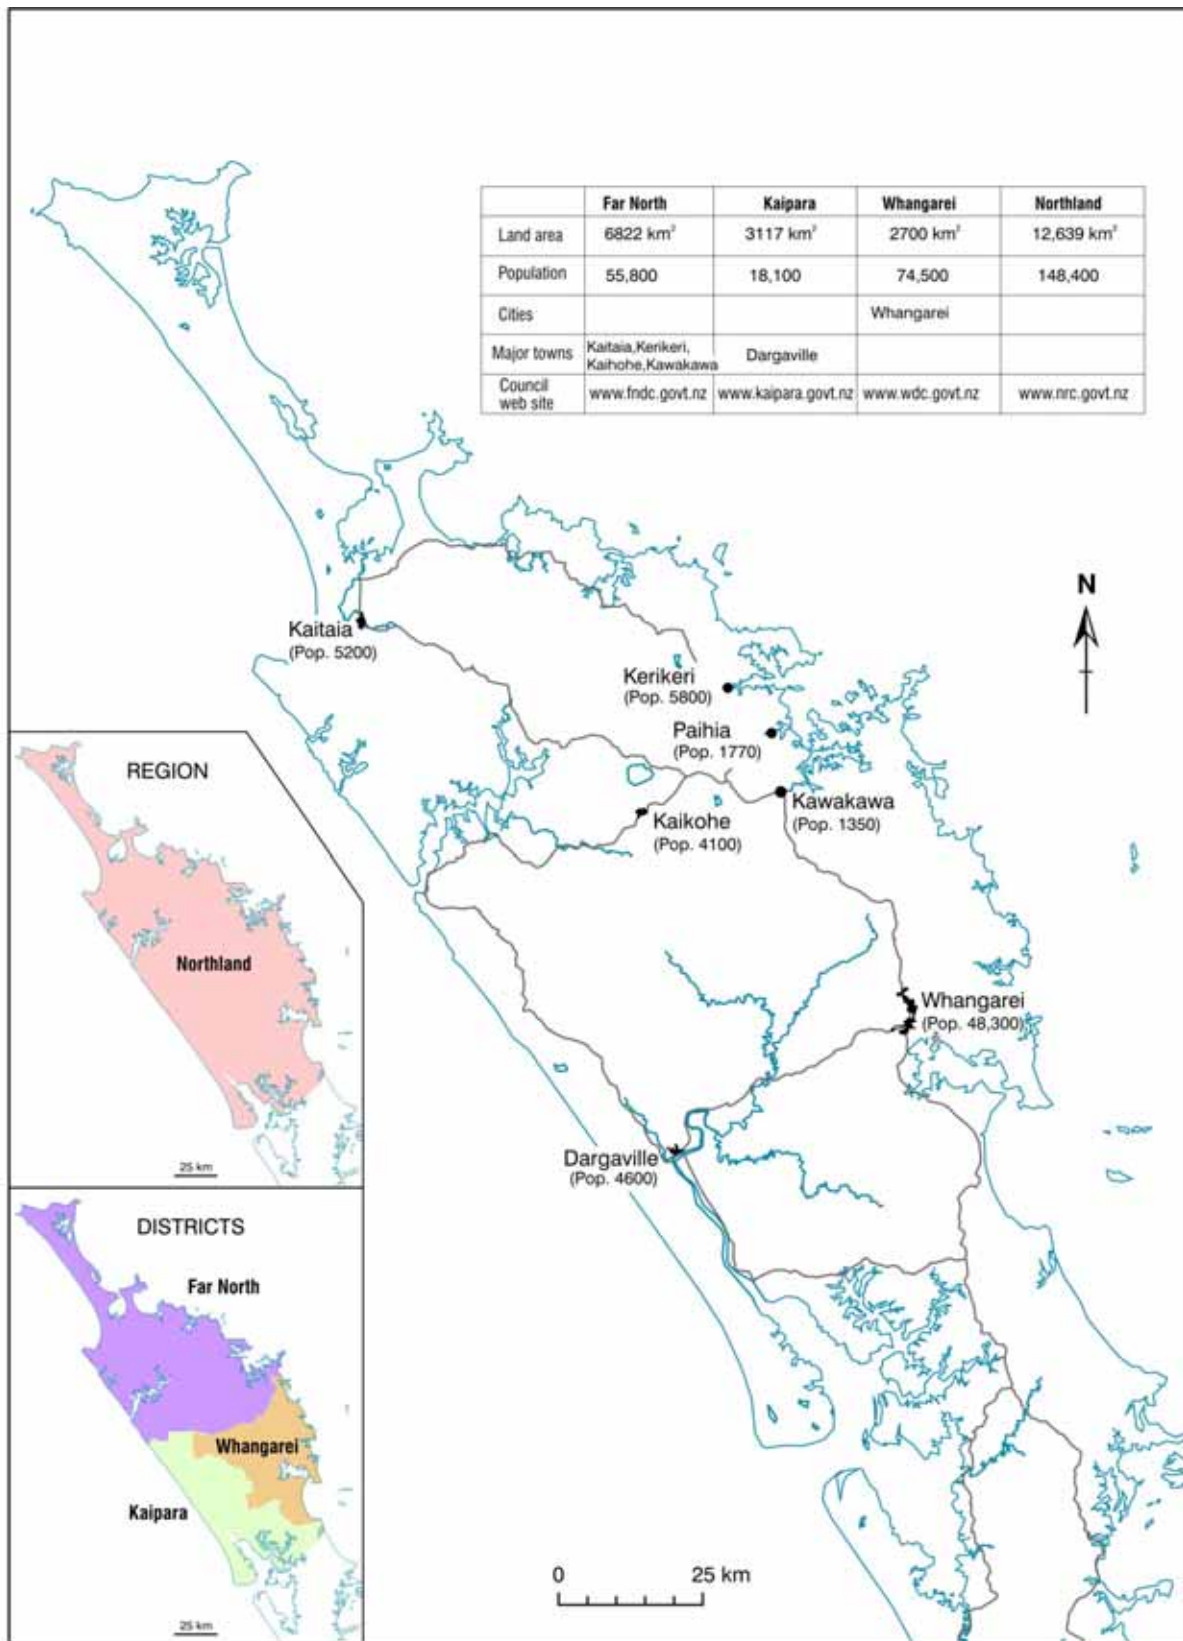 Far North Kaipara Whangarei Northland
Land area 6822 km² 3117 km² 2700 km² 12,639 km²
Population 55,800 18,100 74,500 148,400
Cities Whangarei
Major towns Kaitaia,Kerikeri, Kaihohe,Kawakawa Dargaville
Council web site www.fndc.govt.nz www.kaipara.govt.nz www.wdc.govt.nz www.nrc.govt.nz
N
Kaitaia
(Pop. 5200)
Kerikeri
(Pop. 5800)
Paihia
(Pop. 1770)
Kawakawa
(Pop. 1350)
Kaikohe
(Pop. 4100)
Whangarei
(Pop. 48,300)
Dargaville
(Pop. 4600)
REGION
Northland
25 km
DISTRICTS
Far North
Whangarei
Kaipara
25 km
0 25 km